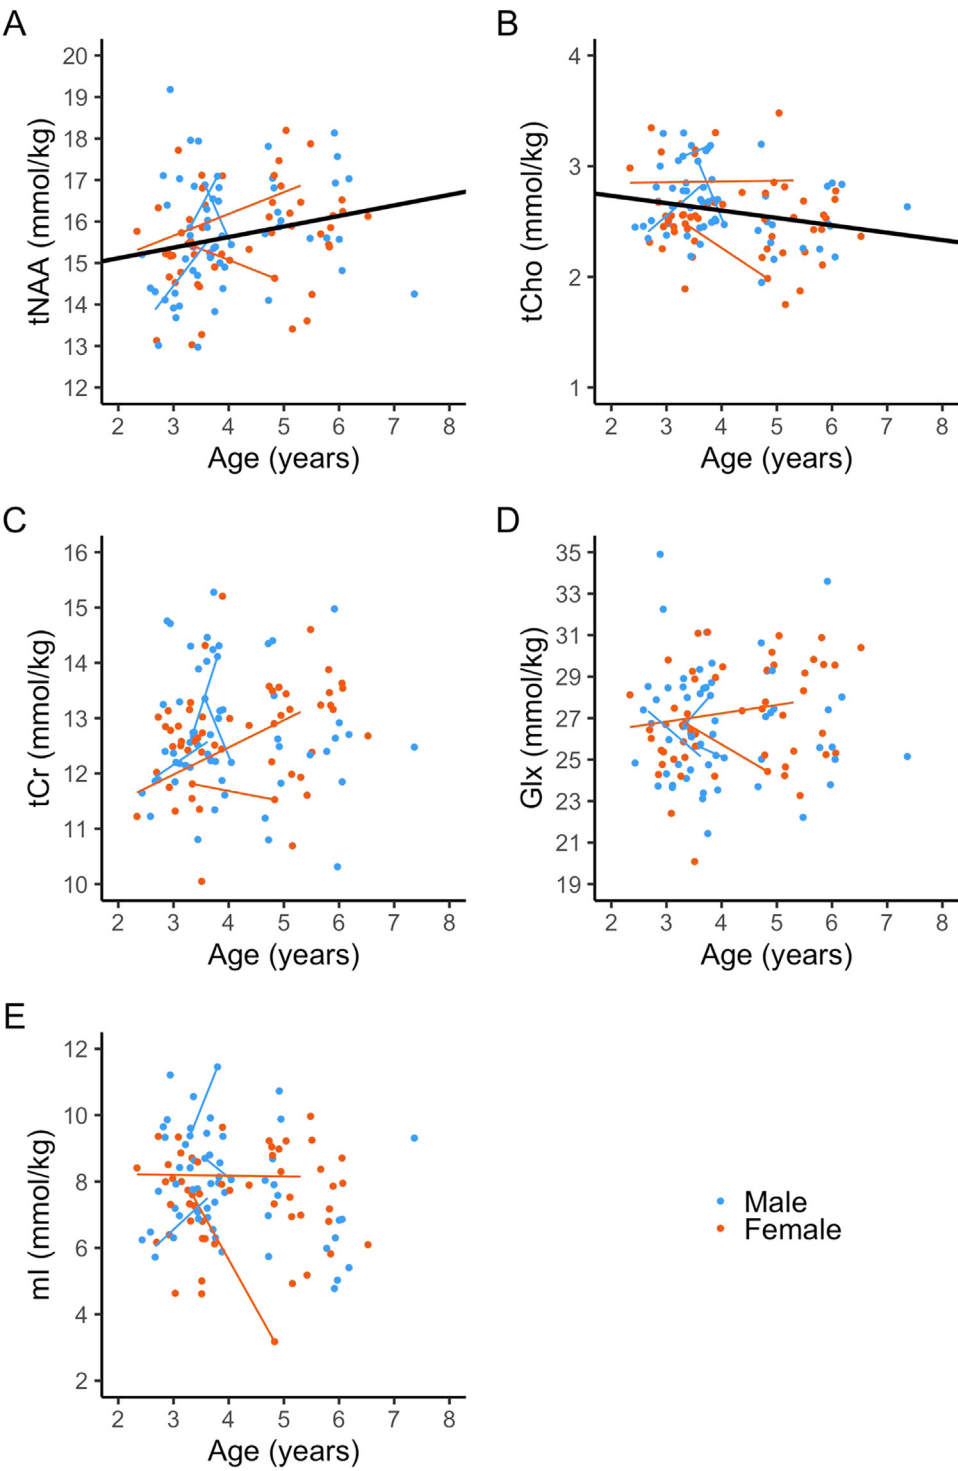 A
tNAA (mmol/kg)
20
19
18
17
16
15
14
13
12
2 3 4 5 6 7 8
Age (years)
B
tCho (mmol/kg)
4
3
2
1
2 3 4 5 6 7 8
Age (years)
C
tCr (mmol/kg)
16
15
14
13
12
11
10
2 3 4 5 6 7 8
Age (years)
D
Glx (mmol/kg)
35
33
31
29
27
25
23
21
19
2 3 4 5 6 7 8
Age (years)
E
mI (mmol/kg)
12
10
8
6
4
2
2 3 4 5 6 7 8
Age (years)
Male
Female